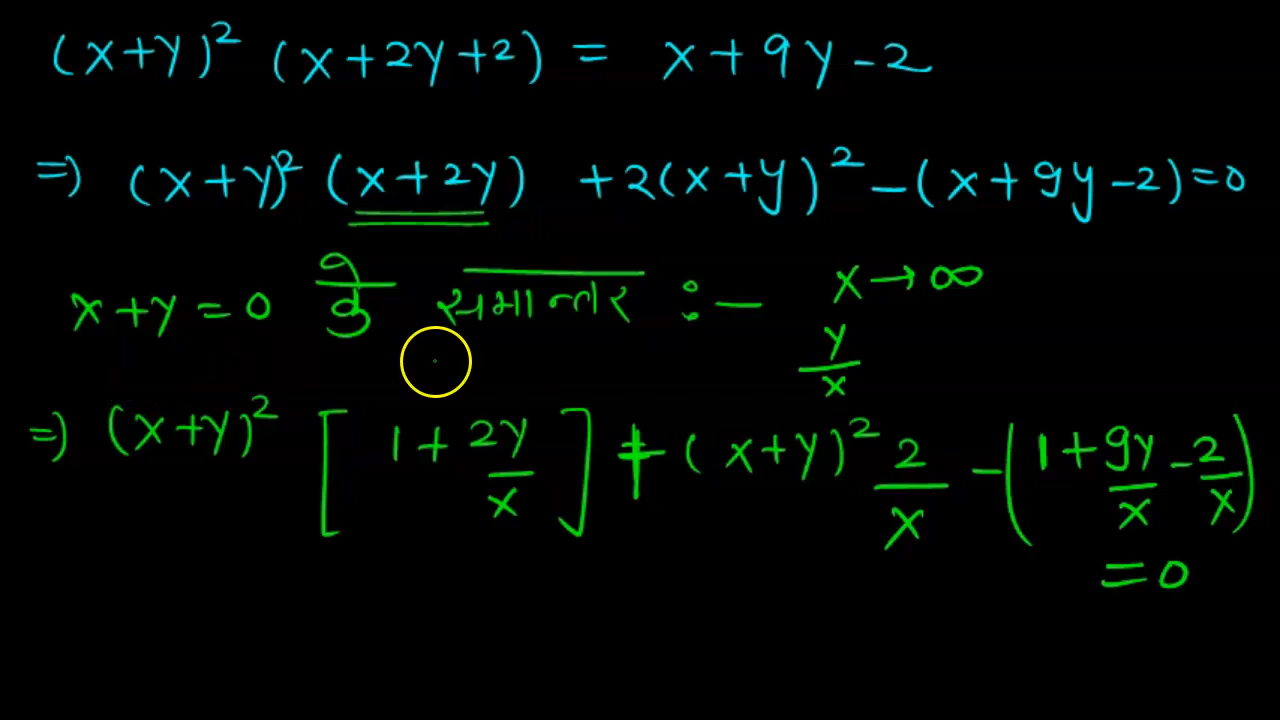 (x+y)² (x+2y+2) = x+9y-2
=) (x+y)² (x+2y) +2(x+y)² -(x+9y-2)=0
x+y=0 के समान्तर :- x→∞
y/x
=) (x+y)² [1+2y/x] + (x+y)² 2/x -(1+9y/x-2/x)
=0